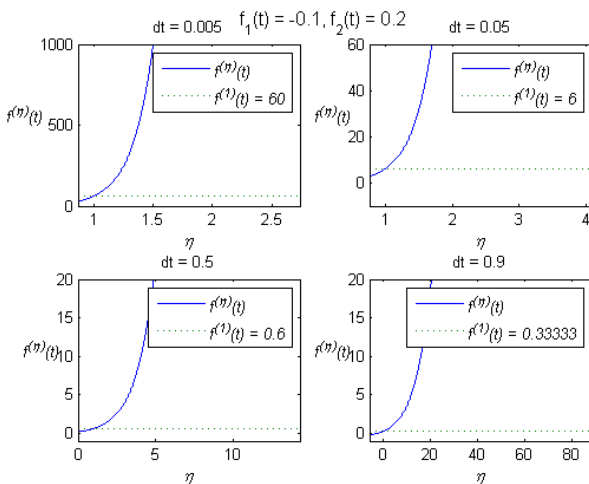 f_1(t) = -0.1, f_2(t) = 0.2
dt = 0.005
1000
500
0
f^(η)(t)
f^(η)(t)
f^(1)(t) = 60
1 1.5 2 2.5
η
dt = 0.05
60
40
20
0
f^(η)(t)
f^(η)(t)
f^(1)(t) = 6
1 2 3 4
η
dt = 0.5
20
15
10
5
0
f^(η)(t)
f^(η)(t)
f^(1)(t) = 0.6
0 5 10
η
dt = 0.9
20
15
10
5
0
f^(η)(t)
f^(η)(t)
f^(1)(t) = 0.33333
0 20 40 60 80
η